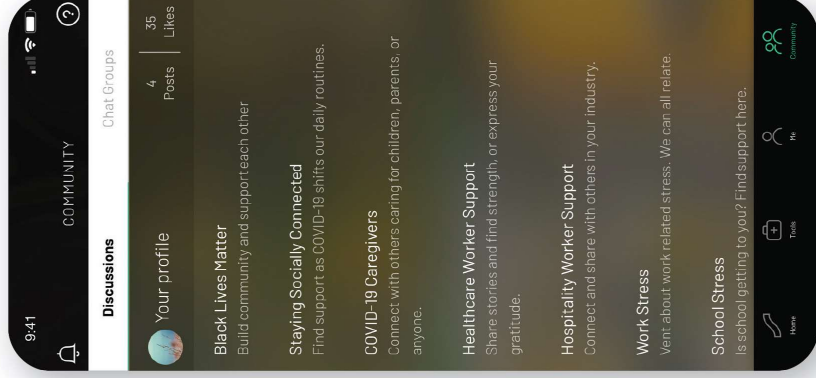 9:41
COMMUNITY
?
Discussions
Chat Groups
Your profile
4
Posts
35
Likes
Black Lives Matter
Build community and supportteach other
Staying Socially Connected
Find support as COVID-19 shifts our daily routines.
COVID-19 Caregivers
Connect with others caring for children, parents, or
anyone.
Healthcare Worker Support
Share stories and find strength, or express your
gratitude.
Hospitality Worker Support
Connect and share with others in your industry.
Work Stress
Vent about work related stress. We can all relate.
School Stress
Is school getting to you? Find support here.
Home
Tools
Me
Community